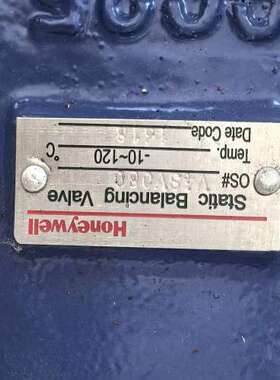 Honeywell
Static Balancing Valve
OS#
Temp. -10~120 °C
Date Code